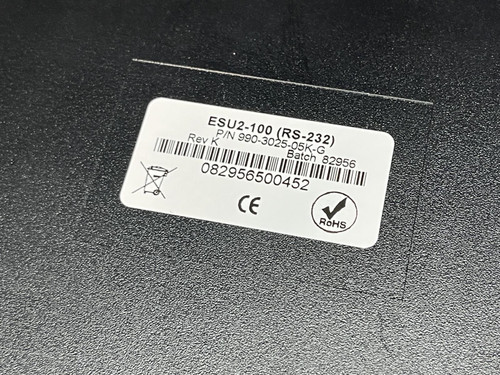 ESU2-100 (RS-232)
P/N 990-3025-05K-G
Rev K Batch 82956
082956500452
CE
RoHS